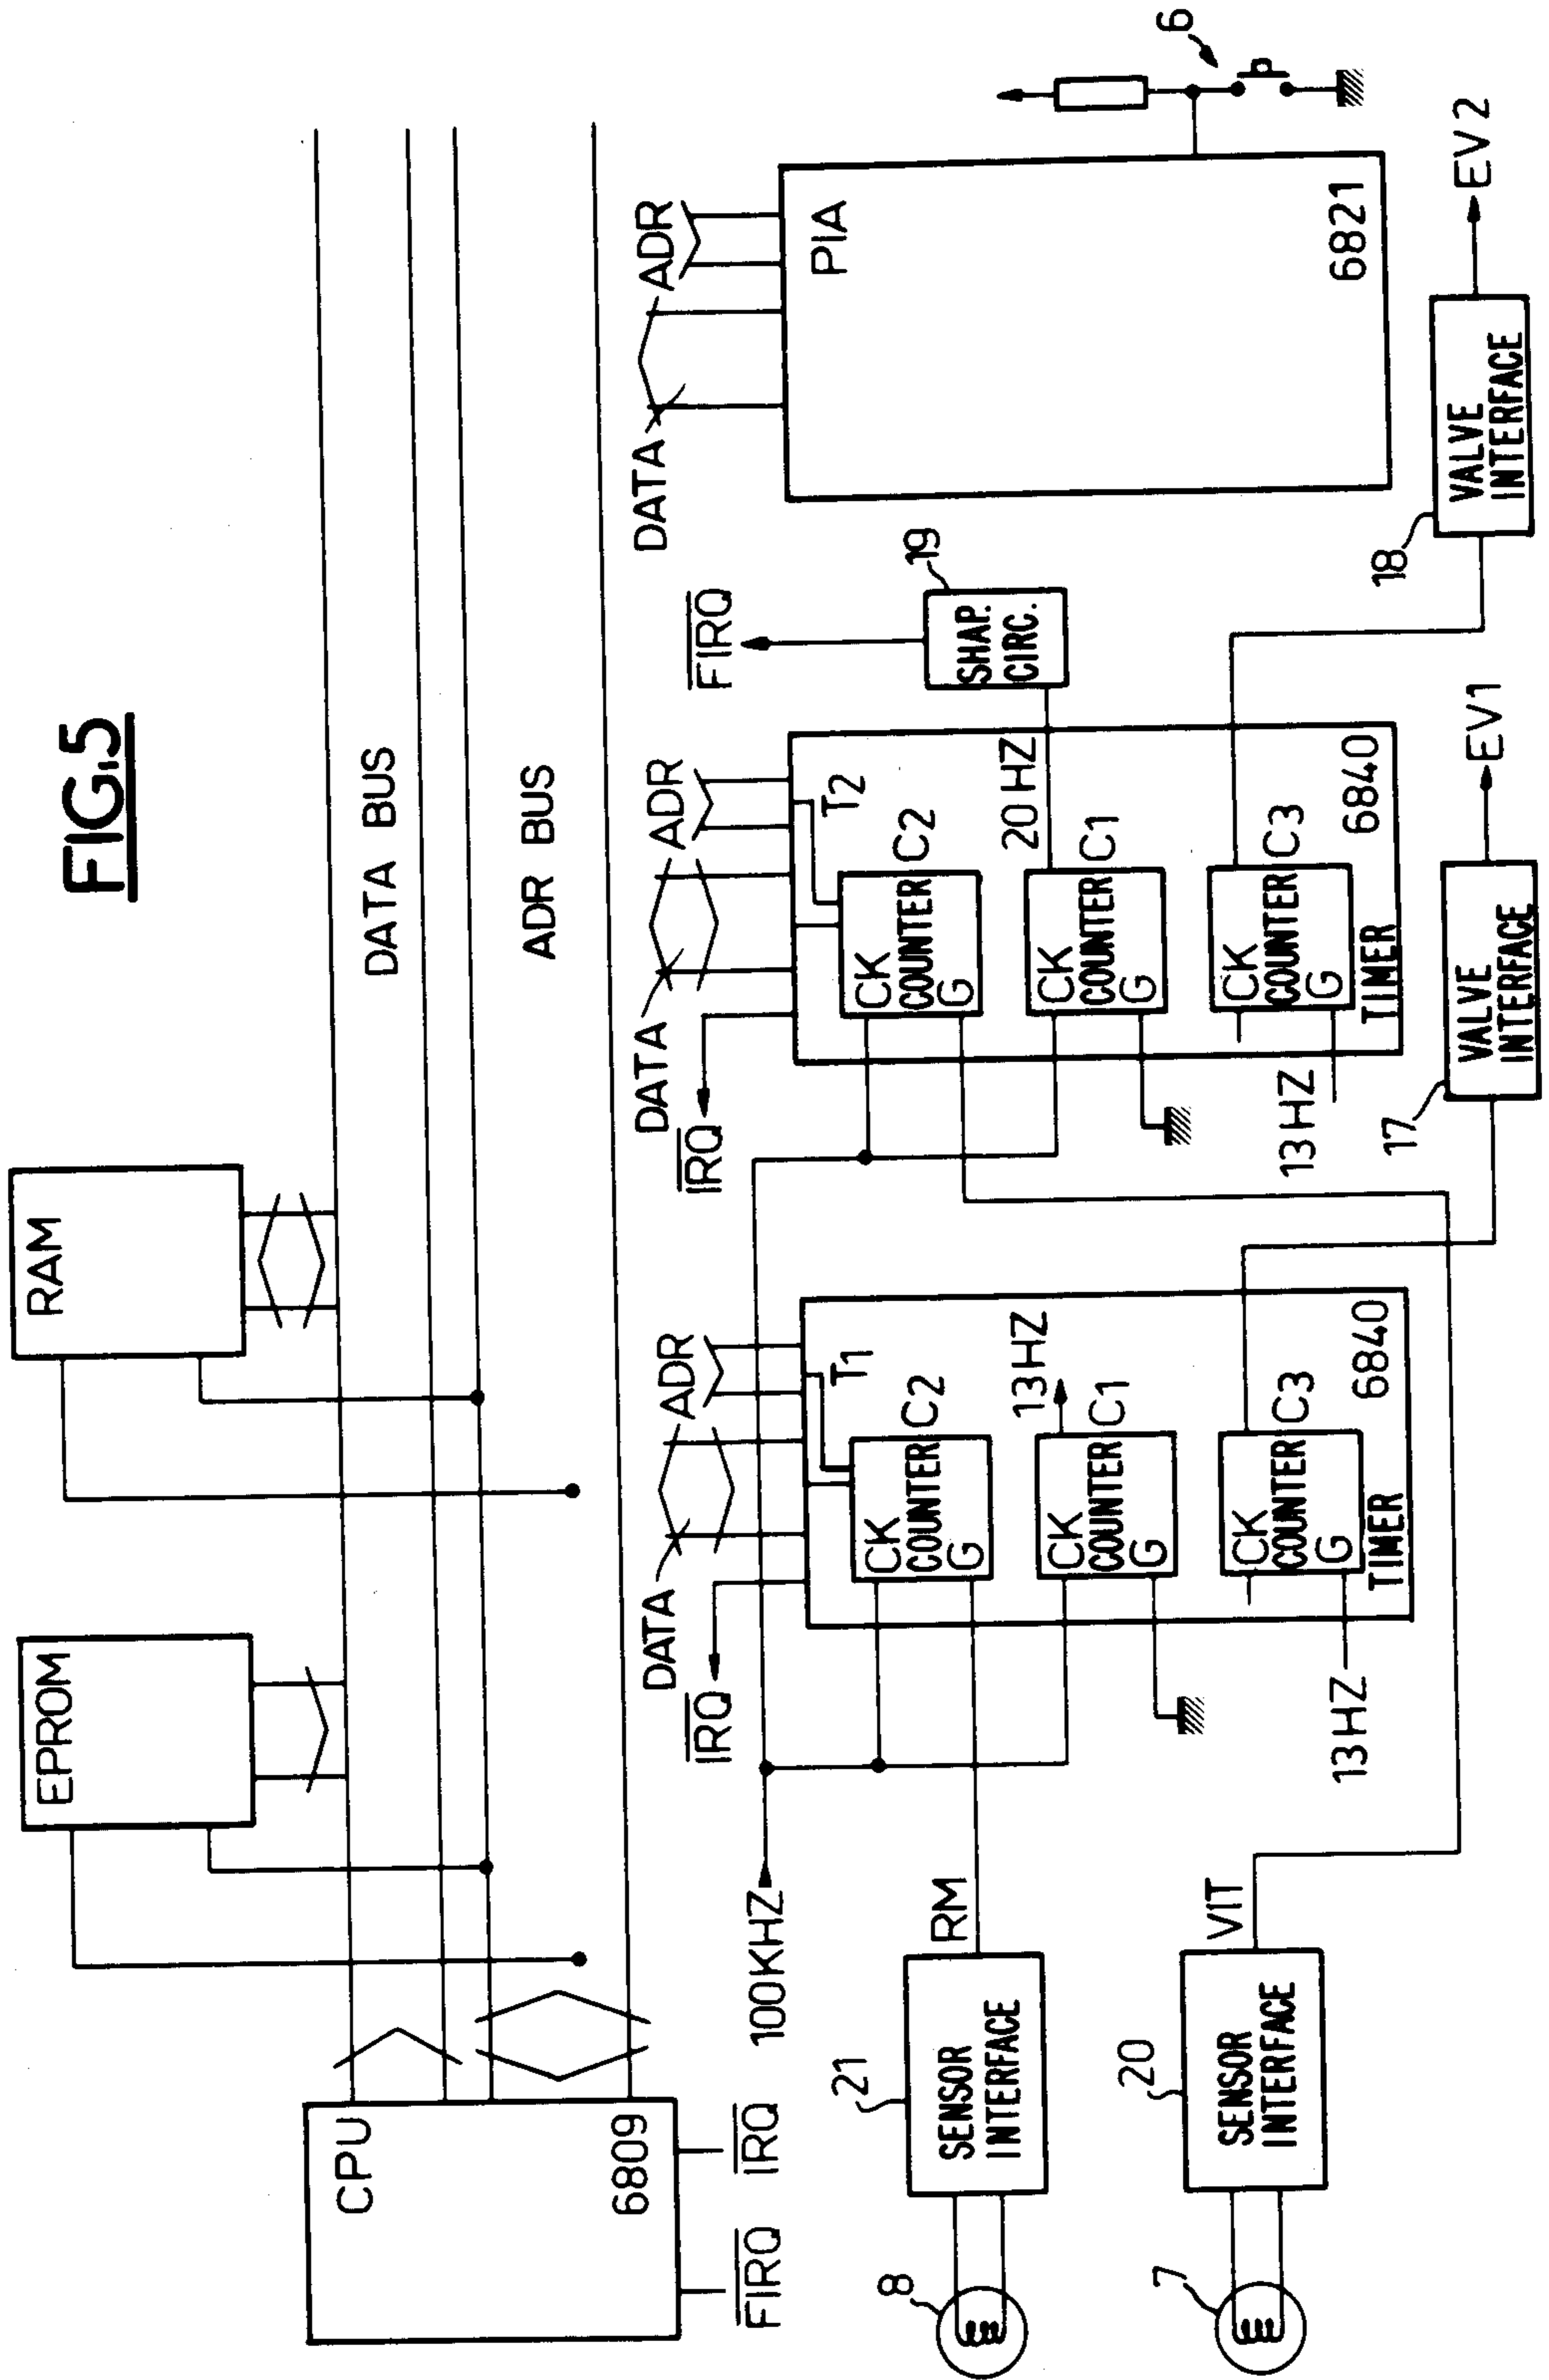 FIG.5
RAM
EPROM
DATA BUS
ADR BUS
CPU
6809
FIRQ
IRQ
100KHZ
IRQ
DATA
ADR
T1
CK
COUNTER
G
C2
13HZ
CK
COUNTER
G
C1
CK
COUNTER
G
C3
13HZ
TIMER
6840
IRQ
DATA
ADR
T2
CK
COUNTER
G
C2
20HZ
CK
COUNTER
G
C1
CK
COUNTER
G
C3
13HZ
TIMER
6840
FIRQ
19
SHAP.
CIRC.
DATA
ADR
PIA
6821
6
8
21
SENSOR
INTERFACE
RM
7
20
SENSOR
INTERFACE
VIT
17
VALVE
INTERFACE
EV1
18
VALVE
INTERFACE
EV2